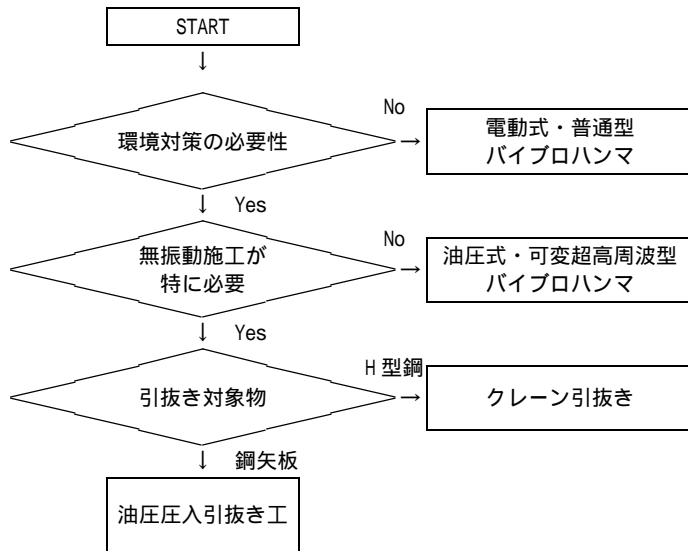 START
↓
環境対策の必要性
No
→
電動式・普通型
バイブロハンマ
↓ Yes
無振動施工が
特に必要
No
→
油圧式・可変超高周波型
バイブロハンマ
↓ Yes
引抜き対象物
H型鋼
→
クレーン引抜き
↓ 鋼矢板
油圧圧入引抜き工